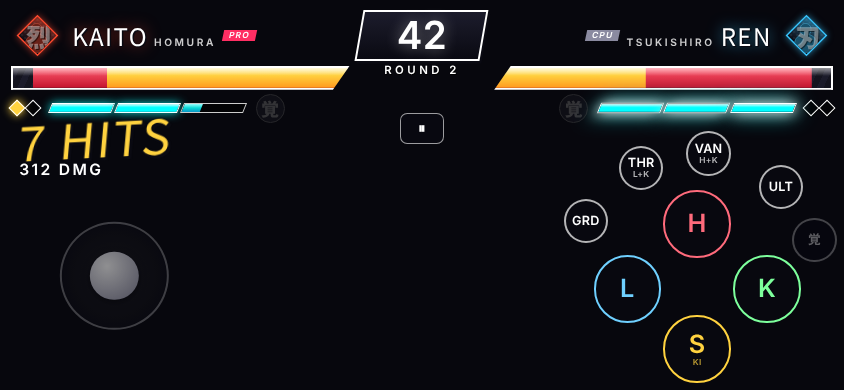 烈 KAITO HOMURA PRO
42
CPU TSUKISHIRO REN 刃
ROUND 2
覚
覚
7 HITS
312 DMG
THR
L+K
VAN
H+K
ULT
GRD
H
覚
L
K
S
KI